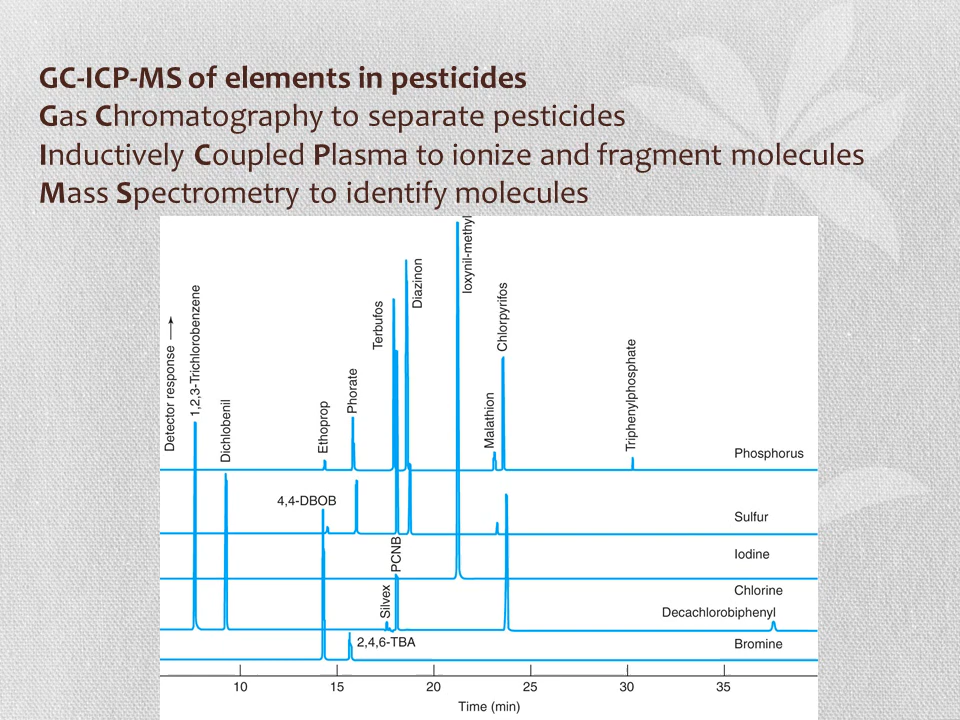 GC-ICP-MS of elements in pesticides
Gas Chromatography to separate pesticides
Inductively Coupled Plasma to ionize and fragment molecules
Mass Spectrometry to identify molecules
Detector response
1,2,3-Trichlorobenzene
Dichlobenil
Ethoprop
Phorate
Terbufos
Diazinon
Ioxynil-methyl
Malathion
Chlorpyrifos
Triphenylphosphate
Phosphorus
4,4-DBOB
Sulfur
PCNB
Iodine
Silvex
Chlorine
Decachlorobiphenyl
2,4,6-TBA
Bromine
10 15 20 25 30 35
Time (min)